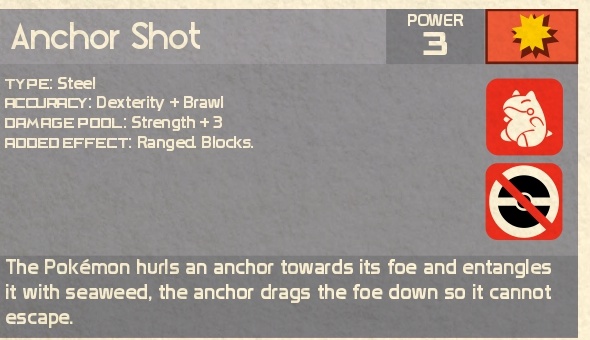 Anchor Shot
POWER
3
TYPE: Steel
ACCURACY: Dexterity + Brawl
DAMAGE POOL: Strength + 3
ADDED EFFECT: Ranged. Blocks.
The Pokémon hurls an anchor towards its foe and entangles
it with seaweed, the anchor drags the foe down so it cannot
escape.